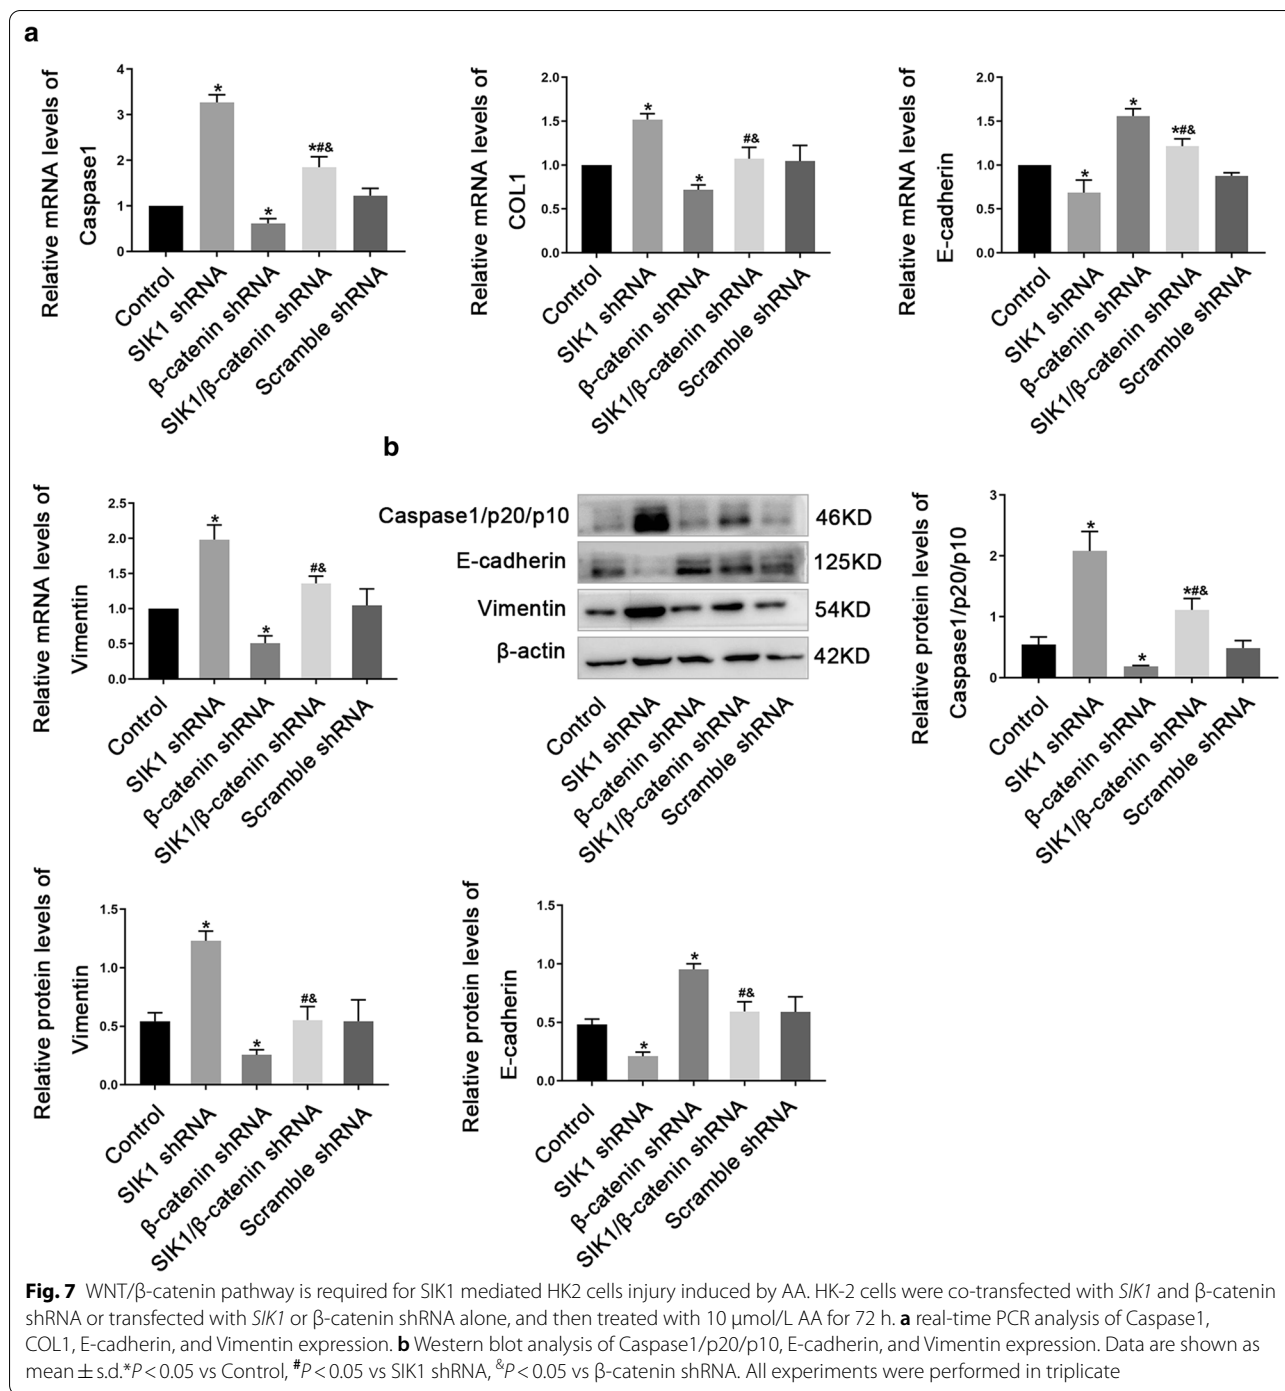 a
Relative mRNA levels of
Caspase1
4
3
2
1
0
*
*
*#&
Control
SIK1 shRNA
β-catenin shRNA
SIK1/β-catenin shRNA
Scramble shRNA
Relative mRNA levels of
COL1
2.0
1.5
1.0
0.5
0.0
*
*
#&
Control
SIK1 shRNA
β-catenin shRNA
SIK1/β-catenin shRNA
Scramble shRNA
Relative mRNA levels of
E-cadherin
2.0
1.5
1.0
0.5
0.0
*
*
*#&
Control
SIK1 shRNA
β-catenin shRNA
SIK1/β-catenin shRNA
Scramble shRNA
Relative mRNA levels of
Vimentin
2.5
2.0
1.5
1.0
0.5
0.0
*
*
#&
Control
SIK1 shRNA
β-catenin shRNA
SIK1/β-catenin shRNA
Scramble shRNA
b
Caspase1/p20/p10 46KD
E-cadherin 125KD
Vimentin 54KD
β-actin 42KD
Control
SIK1 shRNA
β-catenin shRNA
SIK1/β-catenin shRNA
Scramble shRNA
Relative protein levels of
Caspase1/p20/p10
3
2
1
0
*
*
*#&
Control
SIK1 shRNA
β-catenin shRNA
SIK1/β-catenin shRNA
Scramble shRNA
Relative protein levels of
Vimentin
1.5
1.0
0.5
0.0
*
*
#&
Control
SIK1 shRNA
β-catenin shRNA
SIK1/β-catenin shRNA
Scramble shRNA
Relative protein levels of
E-cadherin
1.5
1.0
0.5
0.0
*
*
#&
Control
SIK1 shRNA
β-catenin shRNA
SIK1/β-catenin shRNA
Scramble shRNA
Fig. 7 WNT/β-catenin pathway is required for SIK1 mediated HK2 cells injury induced by AA. HK-2 cells were co-transfected with SIK1 and β-catenin
shRNA or transfected with SIK1 or β-catenin shRNA alone, and then treated with 10 μmol/L AA for 72 h. a real-time PCR analysis of Caspase1,
COL1, E-cadherin, and Vimentin expression. b Western blot analysis of Caspase1/p20/p10, E-cadherin, and Vimentin expression. Data are shown as
mean ± s.d.*P < 0.05 vs Control, #P < 0.05 vs SIK1 shRNA, &P < 0.05 vs β-catenin shRNA. All experiments were performed in triplicate